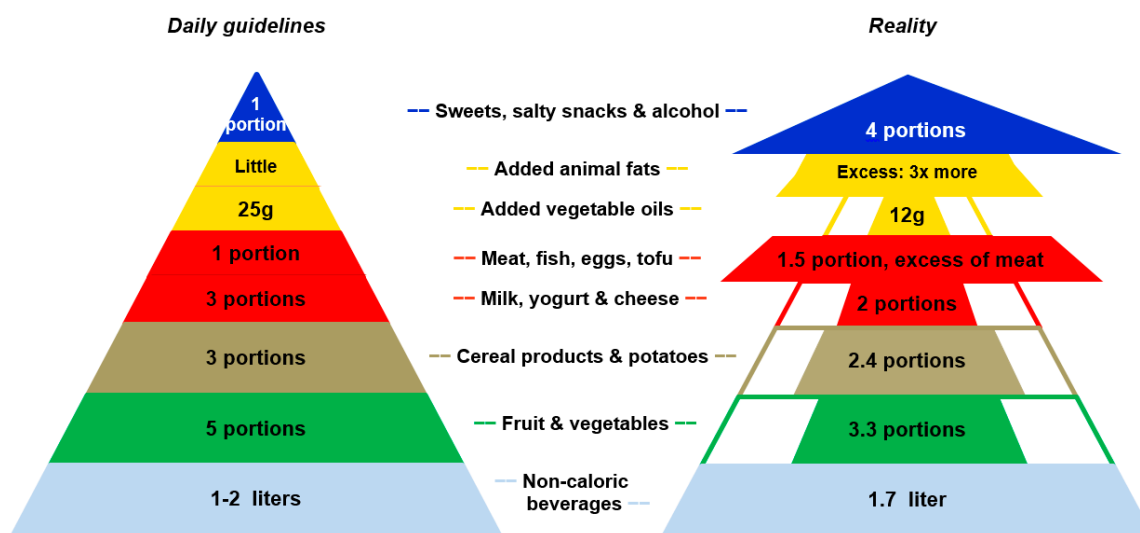 Daily guidelines
Reality
1
portion
Sweets, salty snacks & alcohol
4 portions
Little
Added animal fats
Excess: 3x more
25g
Added vegetable oils
12g
1 portion
Meat, fish, eggs, tofu
1.5 portion, excess of meat
3 portions
Milk, yogurt & cheese
2 portions
3 portions
Cereal products & potatoes
2.4 portions
5 portions
Fruit & vegetables
3.3 portions
1-2 liters
Non-caloric
beverages
1.7 liter